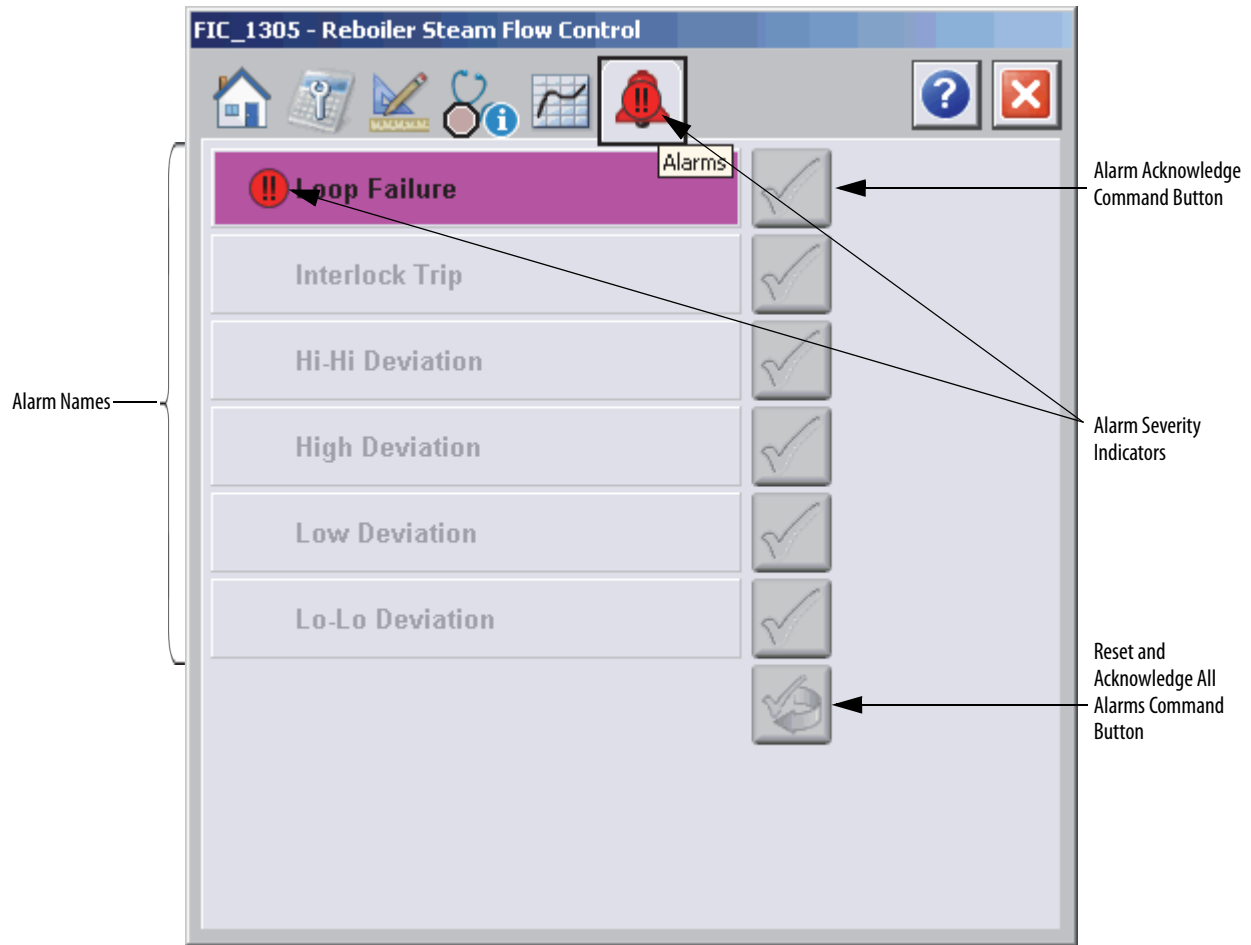 FIC_1305 - Reboiler Steam Flow Control
?
i
!!
Alarms
!! Loop Failure
Interlock Trip
Hi-Hi Deviation
High Deviation
Low Deviation
Lo-Lo Deviation
Alarm Names
Alarm Acknowledge
Command Button
Alarm Severity
Indicators
Reset and
Acknowledge All
Alarms Command
Button